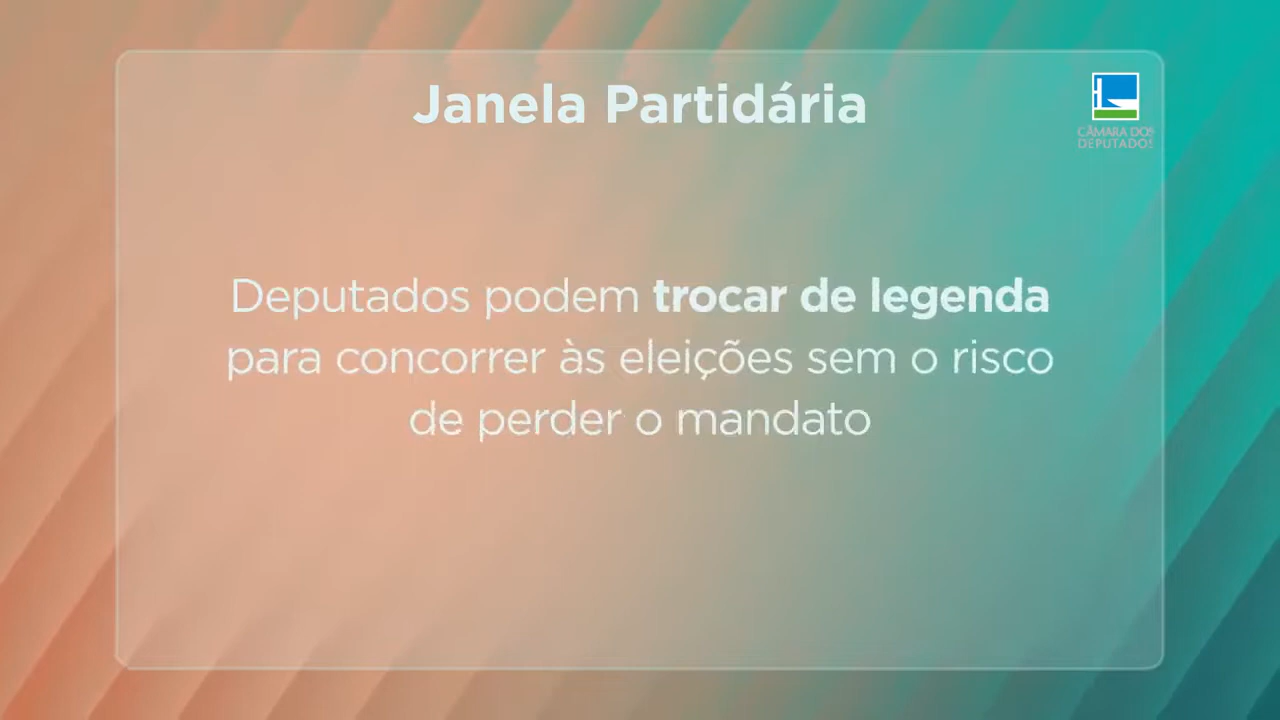 Janela Partidária
CÂMARA DOS
DEPUTADOS
Deputados podem trocar de legenda
para concorrer às eleições sem o risco
de perder o mandato